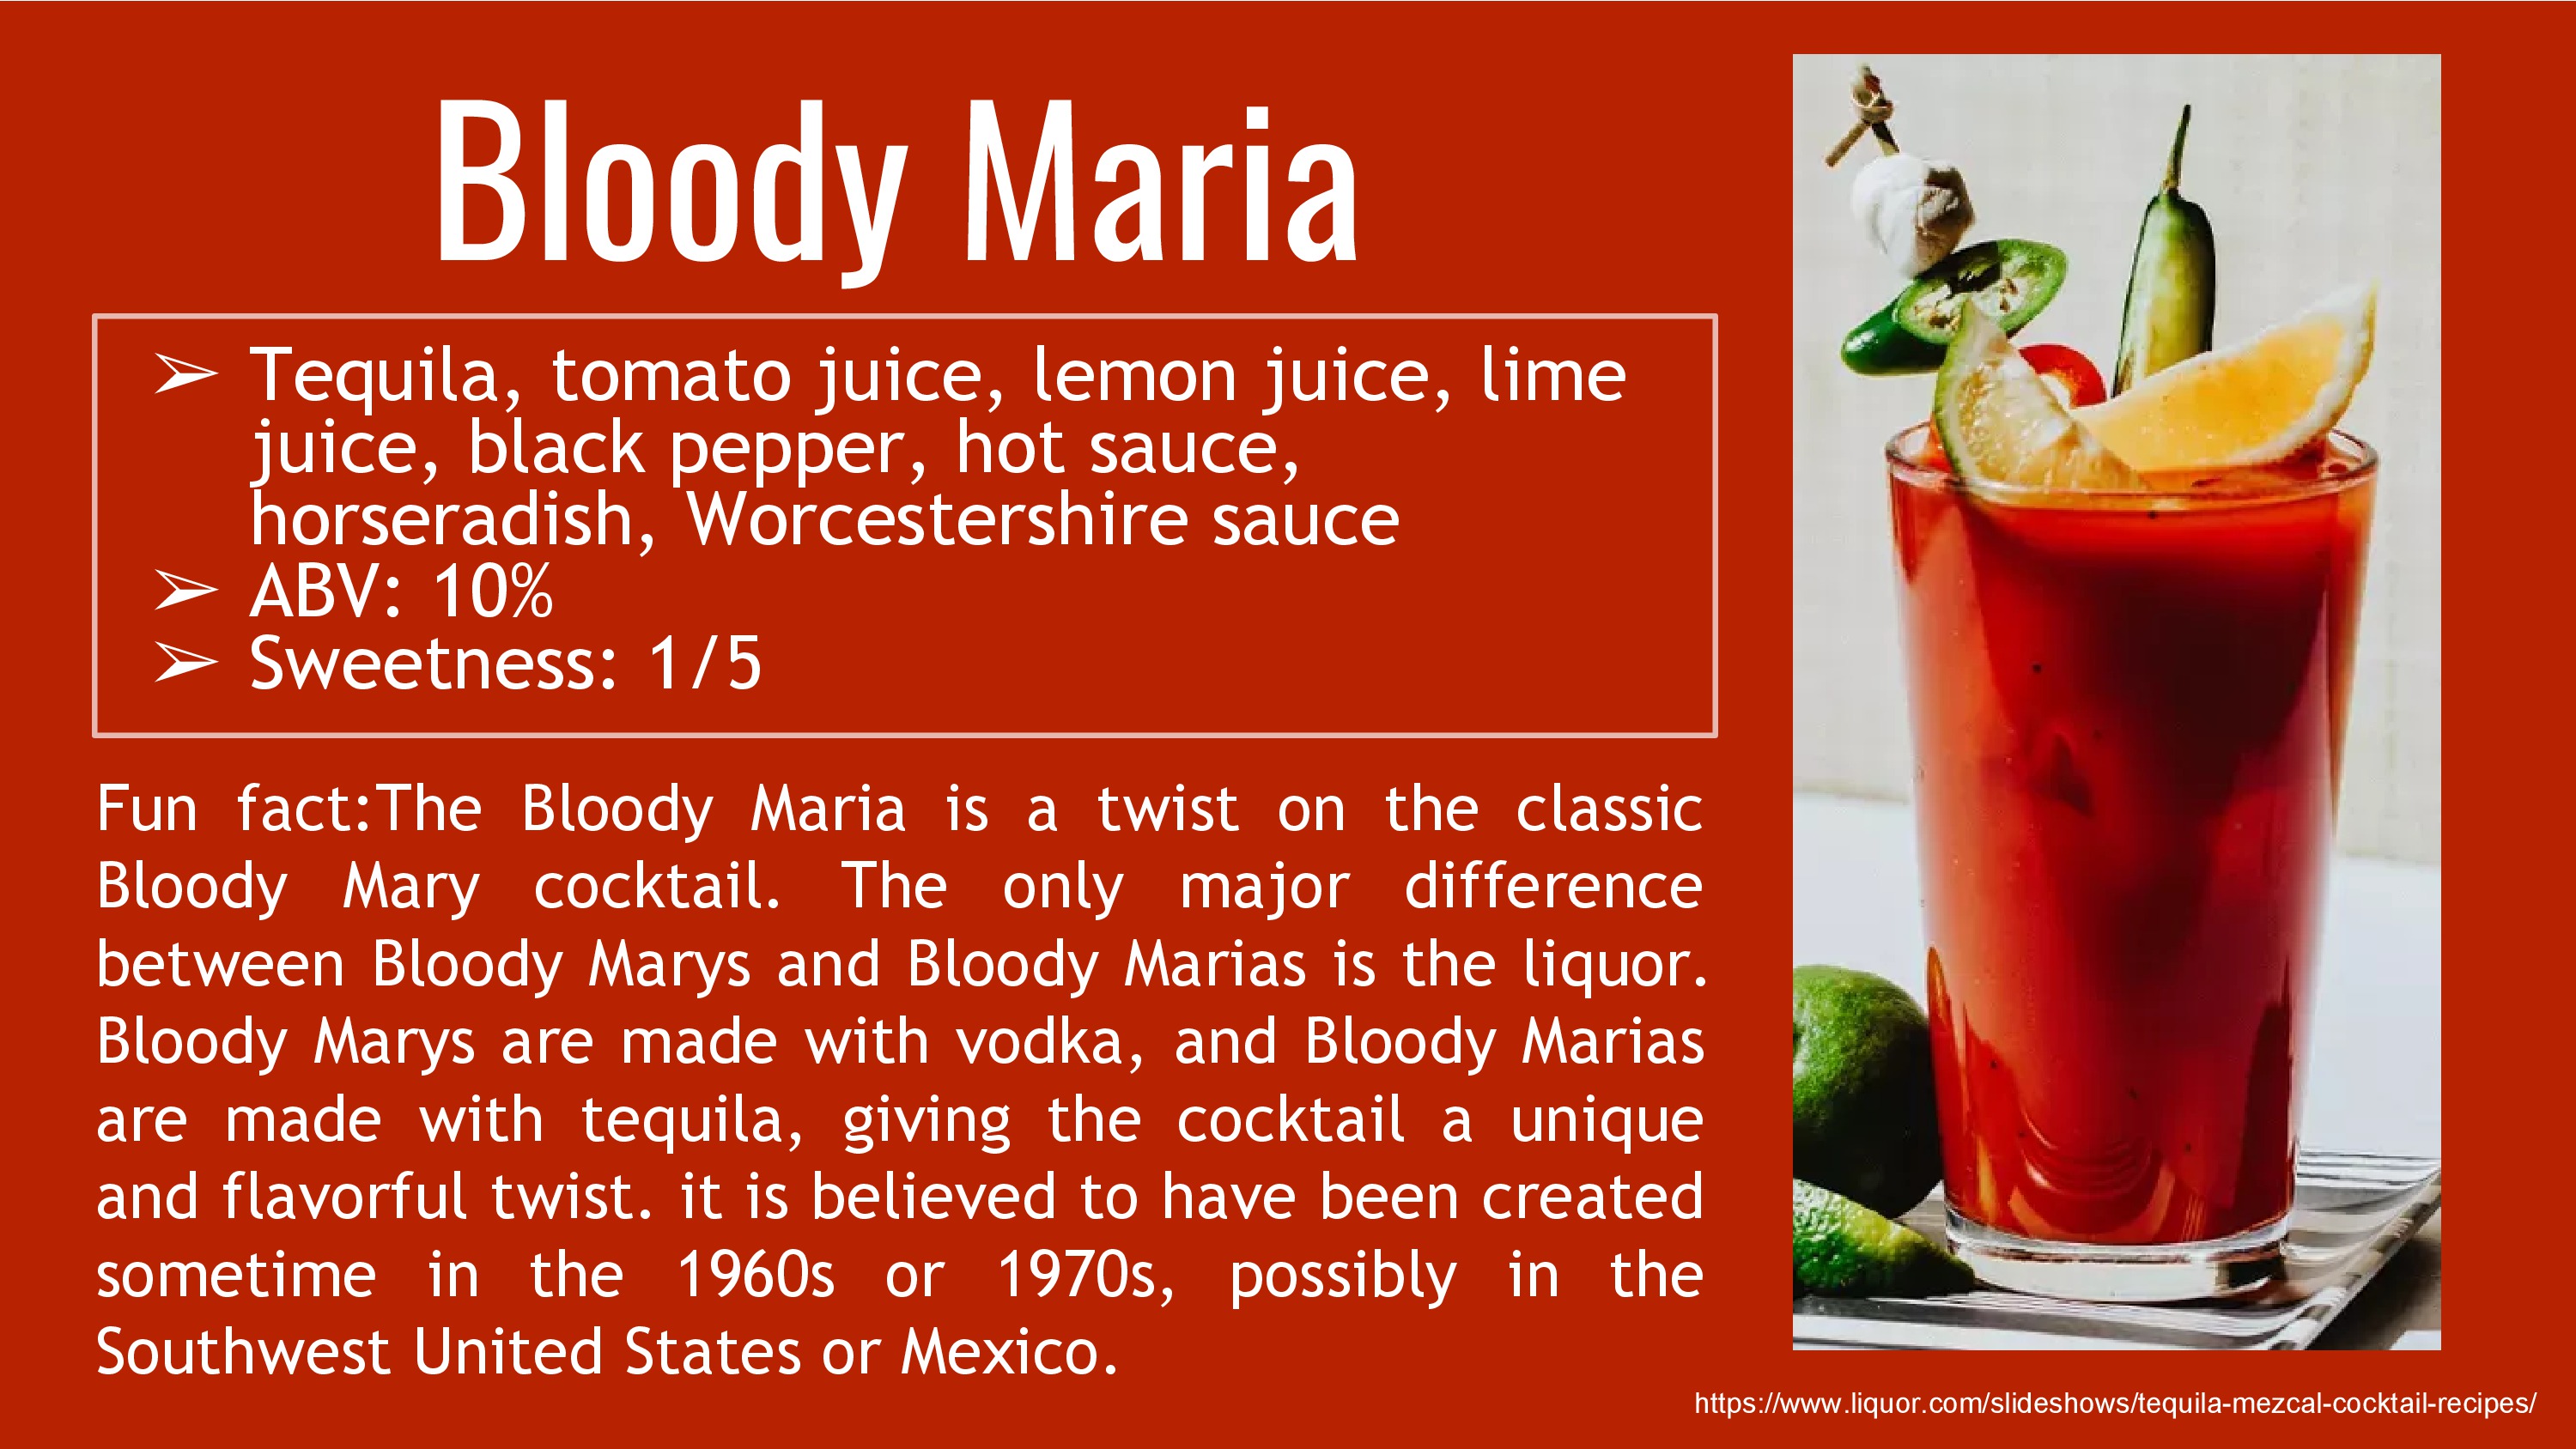 Bloody Maria
➢ Tequila, tomato juice, lemon juice, lime
juice, black pepper, hot sauce,
horseradish, Worcestershire sauce
➢ ABV: 10%
➢ Sweetness: 1/5
Fun fact:The Bloody Maria is a twist on the classic
Bloody Mary cocktail. The only major difference
between Bloody Marys and Bloody Marias is the liquor.
Bloody Marys are made with vodka, and Bloody Marias
are made with tequila, giving the cocktail a unique
and flavorful twist. it is believed to have been created
sometime in the 1960s or 1970s, possibly in the
Southwest United States or Mexico.
https://www.liquor.com/slideshows/tequila-mezcal-cocktail-recipes/